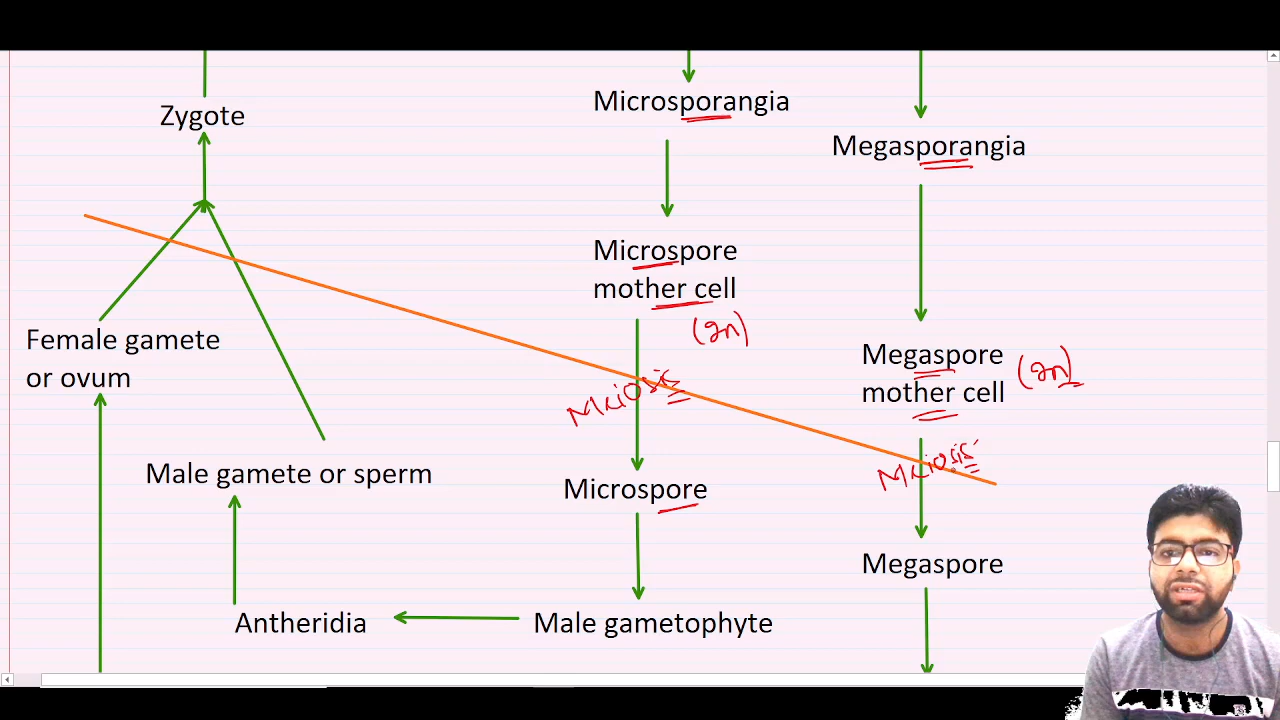 Zygote
Microsporangia
Megasporangia
Microspore
mother cell
(2n)
Female gamete
or ovum
Megaspore
mother cell
(2n)
Meiosis
Meiosis
Male gamete or sperm
Microspore
Megaspore
Antheridia
Male gametophyte